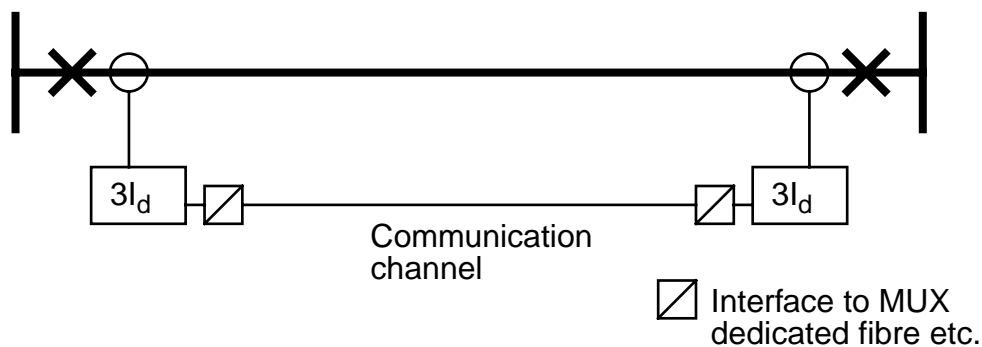 3Id
3Id
Communication
channel
Interface to MUX
dedicated fibre etc.